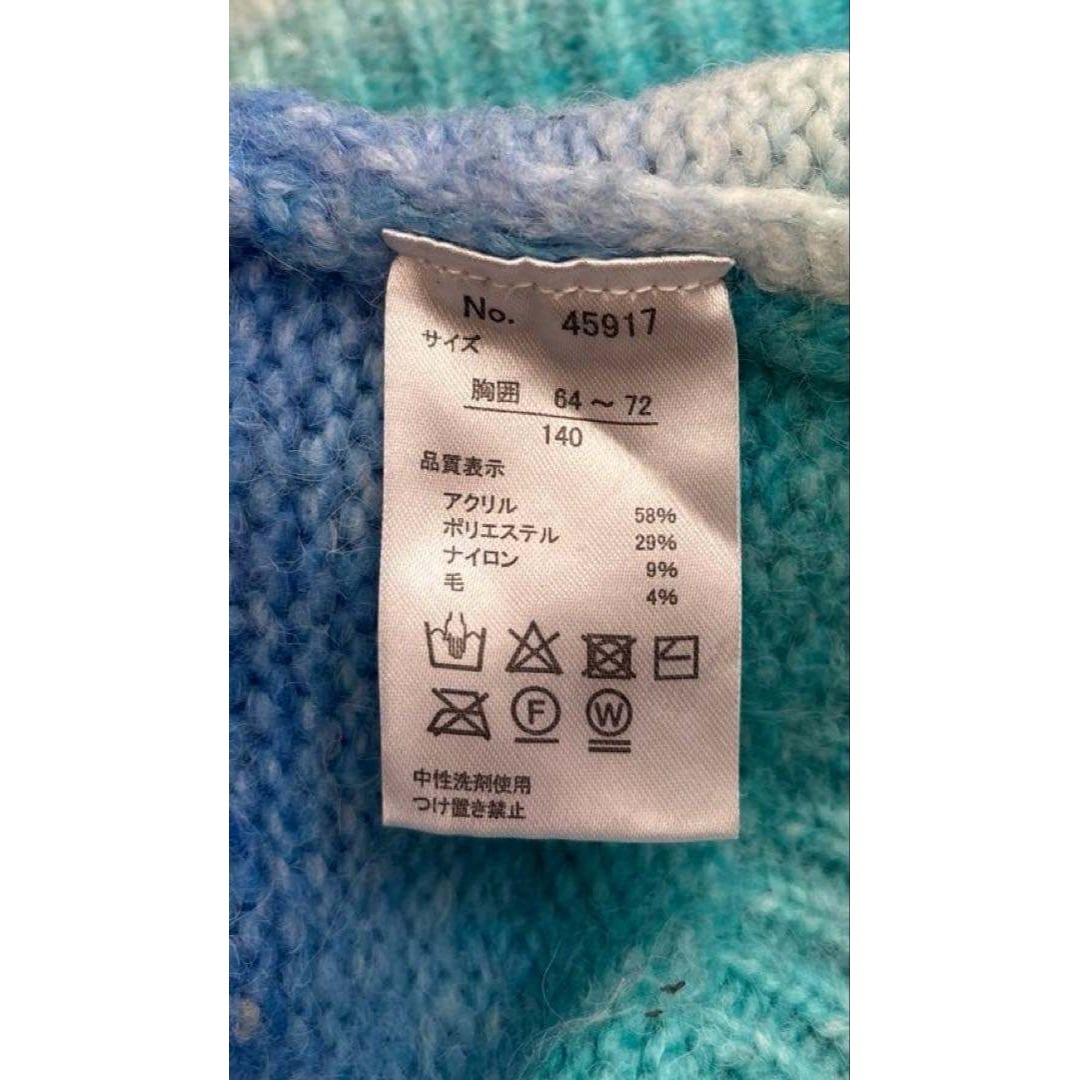 No. 45917
サイズ
胸囲 64～72
140
品質表示
アクリル 58%
ポリエステル 29%
ナイロン 9%
毛 4%
F W
中性洗剤使用
つけ置き禁止